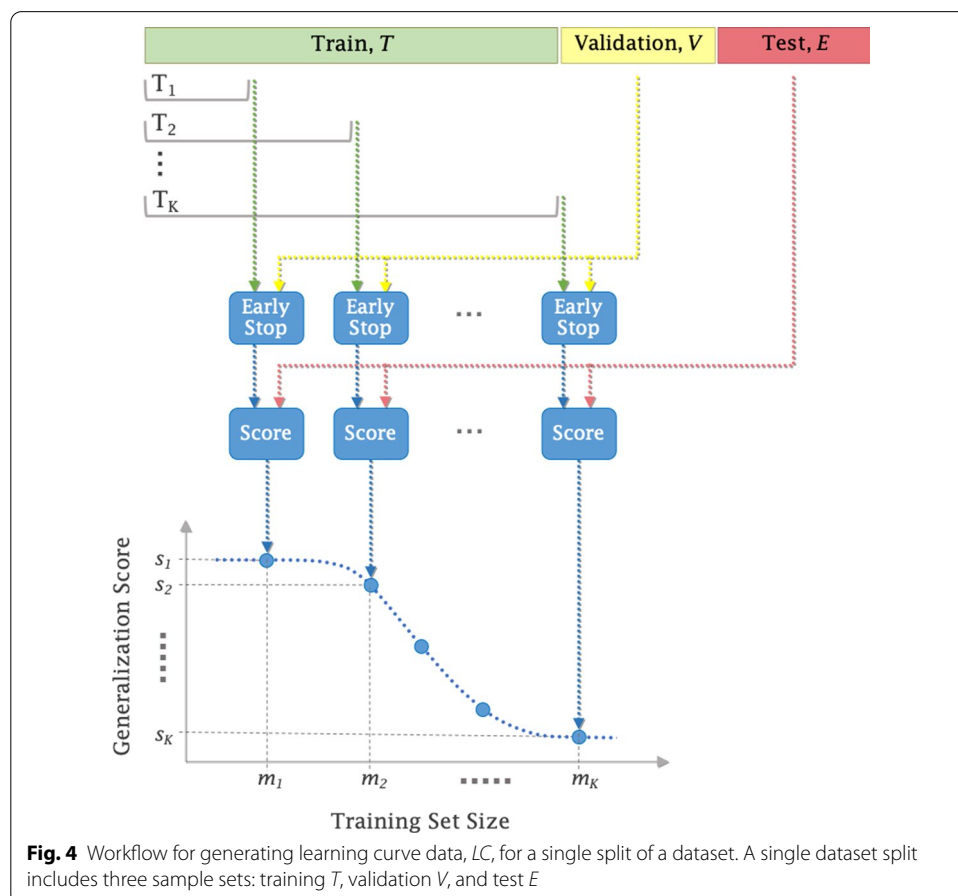 Train, T Validation, V Test, E
T1
T2
⋮
TK
Early Stop Early Stop ... Early Stop
Score Score ... Score
Generalization Score
s1
s2
sK
m1 m2 ..... mK
Training Set Size
Fig. 4 Workflow for generating learning curve data, LC, for a single split of a dataset. A single dataset split
includes three sample sets: training T, validation V, and test E